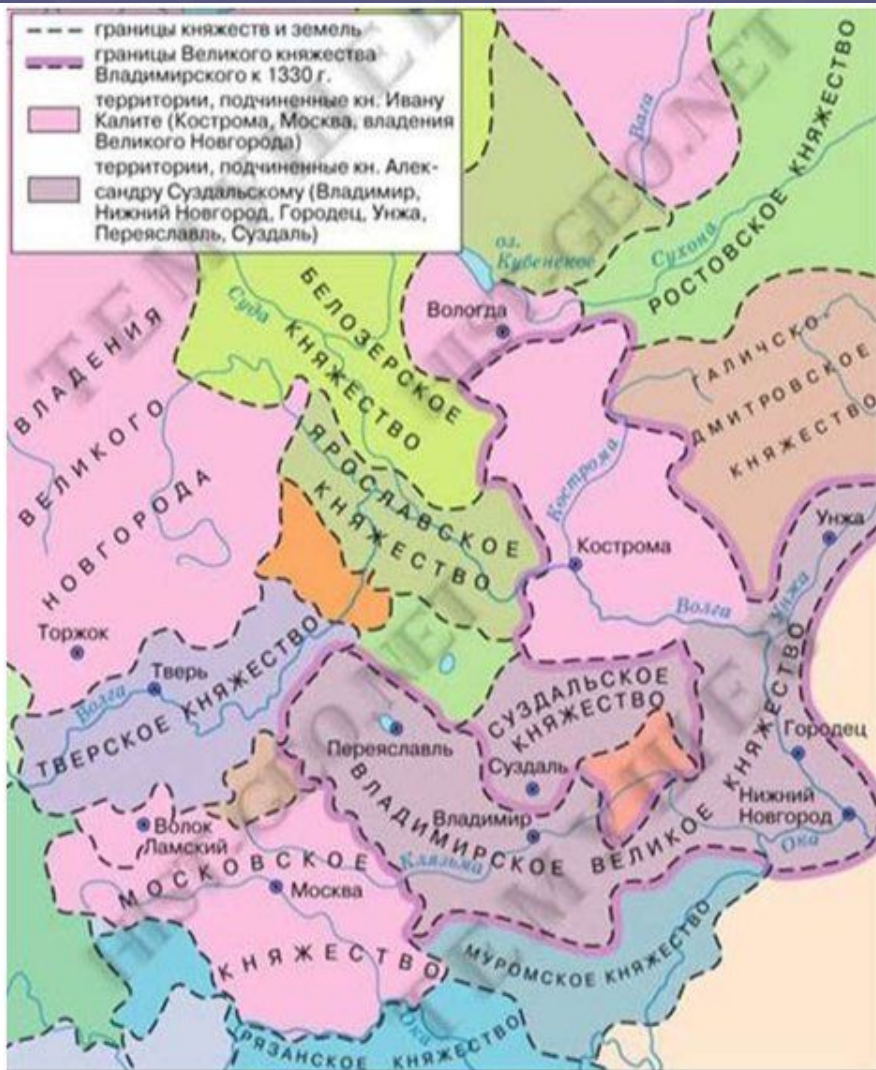 границы княжеств и земель
границы Великого княжества
Владимирского к 1330 г.
территории, подчиненные кн. Ивану
Калите (Кострома, Москва, владения
Великого Новгорода)
территории, подчиненные кн. Алек-
сандру Суздальскому (Владимир,
Нижний Новгород, Городец, Унжа,
Переяславль, Суздаль)
Вага
РОСТОВСКОЕ КНЯЖЕСТВО
оз.
Кубенское
Сухона
Вологда
Суда
БЕЛОЗЕРСКОЕ
КНЯЖЕСТВО
ВЛАДЕНИЯ
ВЕЛИКОГО
НОВГОРОДА
ГАЛИЧСКО-
ДМИТРОВСКОЕ
КНЯЖЕСТВО
ЯРОСЛАВСКОЕ
КНЯЖЕСТВО
Кострома
Кострома
Унжа
Унжа
Волга
Торжок
Тверь
Волга
ТВЕРСКОЕ КНЯЖЕСТВО
СУЗДАЛЬСКОЕ
КНЯЖЕСТВО
Суздаль
Переяславль
Городец
Нижний
Новгород
Ока
Владимир
ВЛАДИМИРСКОЕ ВЕЛИКОЕ КНЯЖЕСТВО
Клязьма
Волок
Ламский
МОСКОВСКОЕ
Москва
КНЯЖЕСТВО
МУРОМСКОЕ КНЯЖЕСТВО
Ока
РЯЗАНСКОЕ КНЯЖЕСТВО